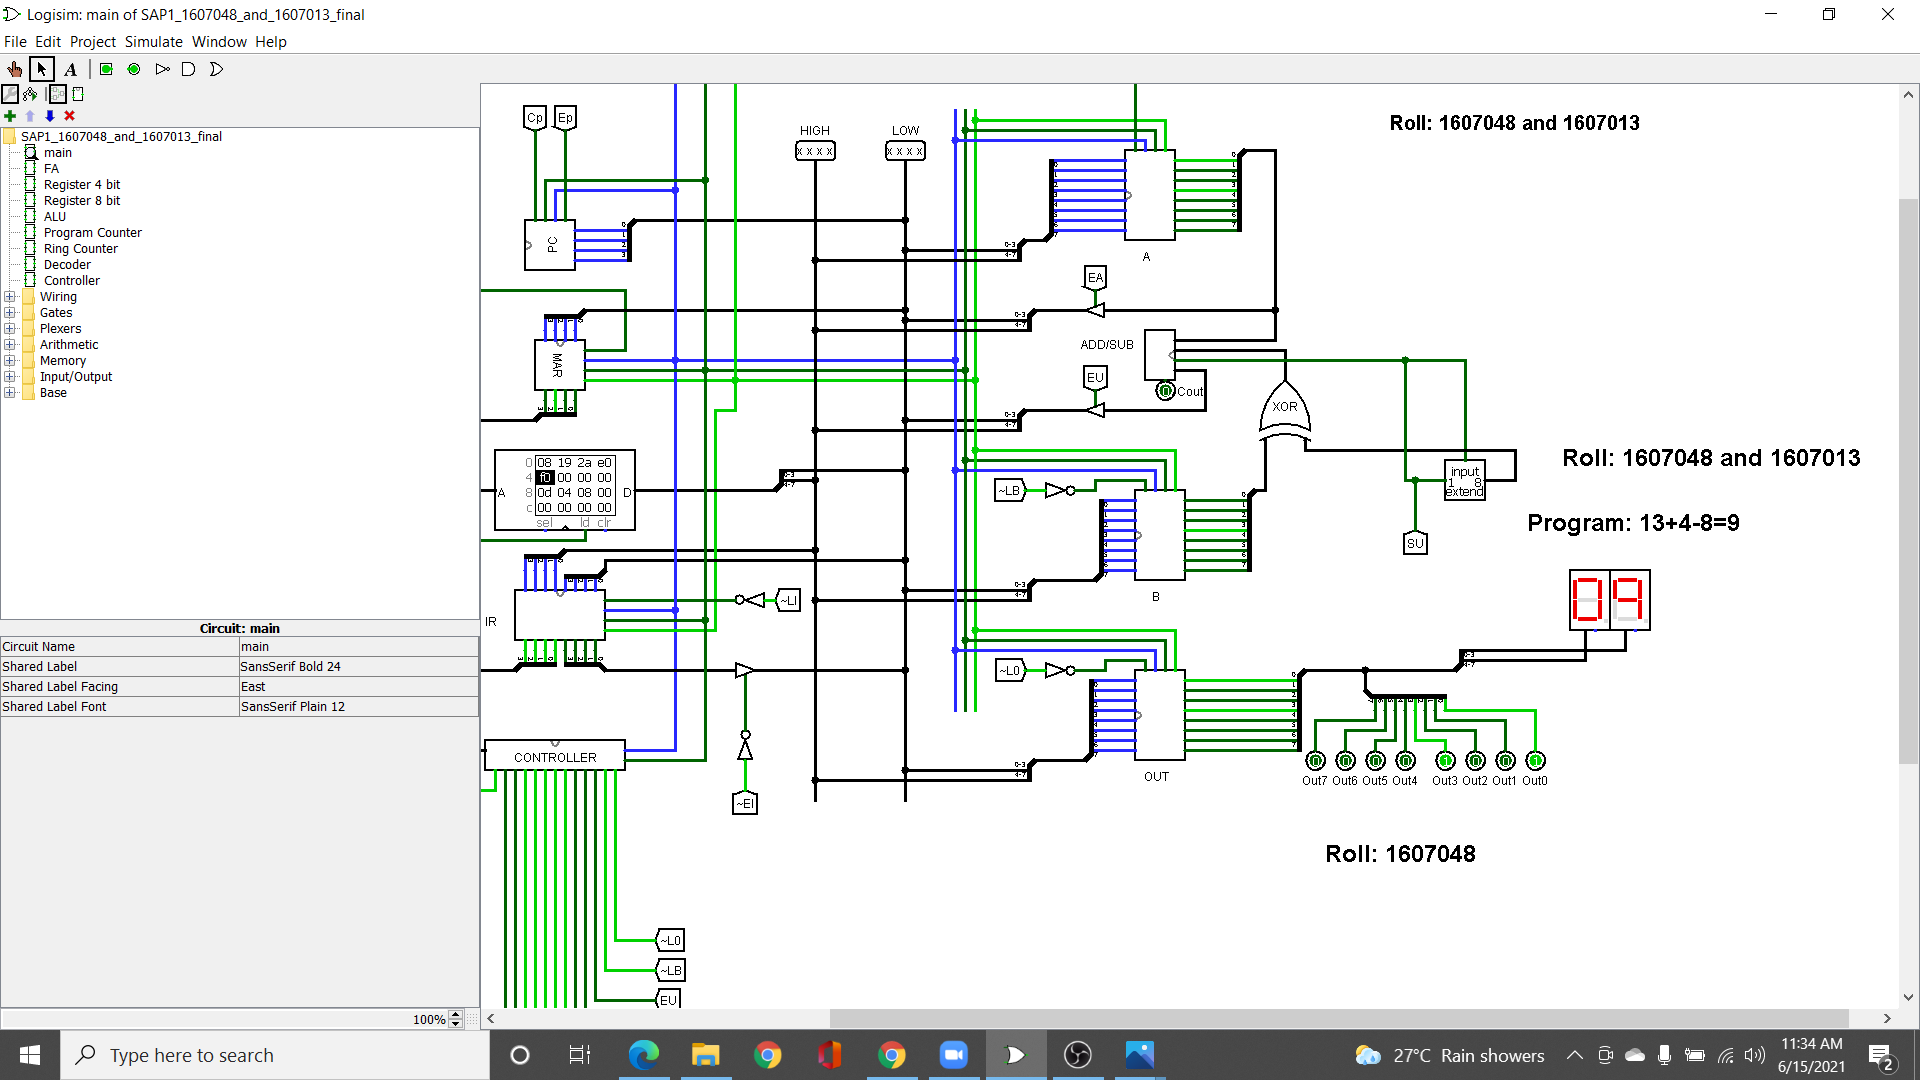 Logisim: main of SAP1_1607048_and_1607013_final
File Edit Project Simulate Window Help
A
SAP1_1607048_and_1607013_final
main
FA
Register 4 bit
Register 8 bit
ALU
Program Counter
Ring Counter
Decoder
Controller
Wiring
Gates
Plexers
Arithmetic
Memory
Input/Output
Base
Circuit: main
Circuit Name main
Shared Label SansSerif Bold 24
Shared Label Facing East
Shared Label Font SansSerif Plain 12
100%
Cp Ep
HIGH LOW
x x x x x x x x
Roll: 1607048 and 1607013
PC
A
EA
MAR
ADD/SUB
EU
Cout
XOR
0 08 19 2a e0
4 f0 00 00 00
8 0d 04 08 00
c 00 00 00 00
A D
sel ld clr
~LB
input
1 8
extend
Roll: 1607048 and 1607013
Program: 13+4-8=9
SU
~LI
B
IR
09
~L0
CONTROLLER
OUT
Out7 Out6 Out5 Out4 Out3 Out2 Out1 Out0
~EI
Roll: 1607048
~L0
~LB
EU
Type here to search
27°C Rain showers
11:34 AM
6/15/2021
2